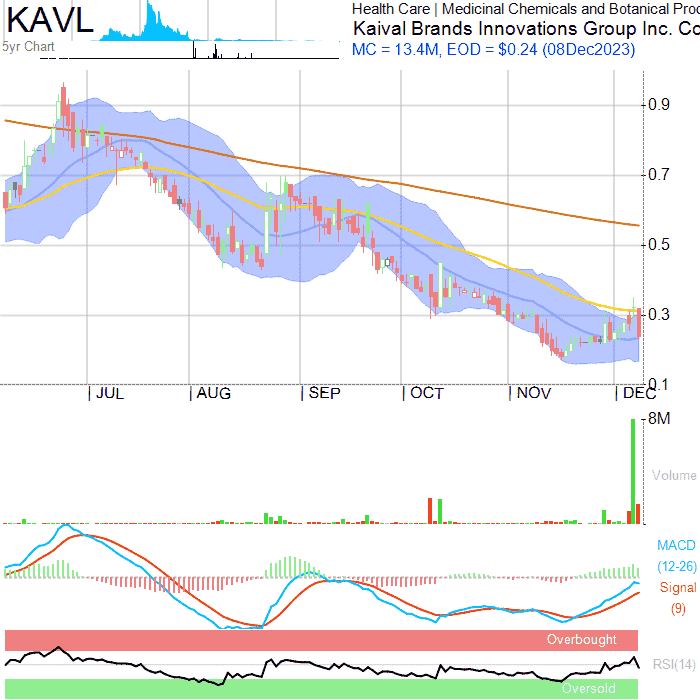 KAVL
5yr Chart
Health Care | Medicinal Chemicals and Botanical Proc
Kaival Brands Innovations Group Inc. Co
MC = 13.4M, EOD = $0.24 (08Dec2023)
0.9
0.7
0.5
0.3
0.1
JUL AUG SEP OCT NOV DEC
8M
Volume
MACD
(12-26)
Signal
(9)
Overbought
RSI(14)
Oversold